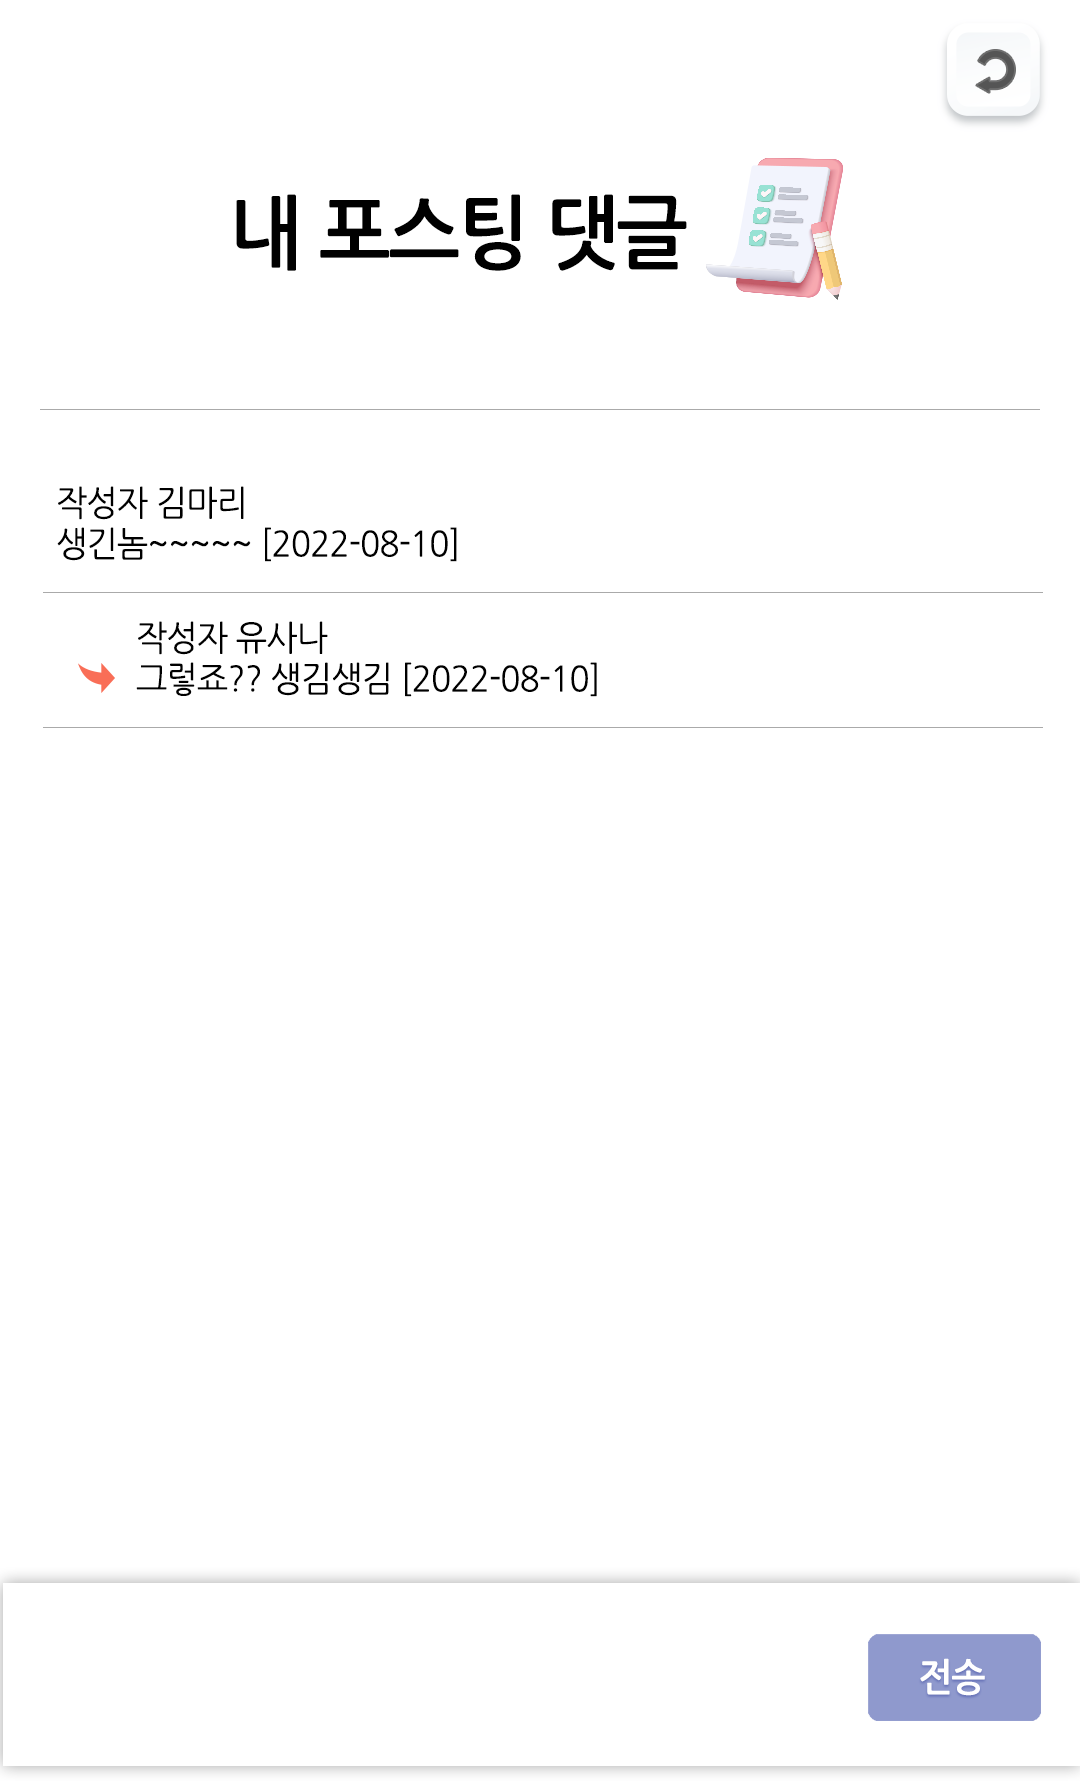 내 포스팅 댓글
작성자 김마리
생긴놈~~~~~ [2022-08-10]
작성자 유사나
그렇죠?? 생김생김 [2022-08-10]
전송